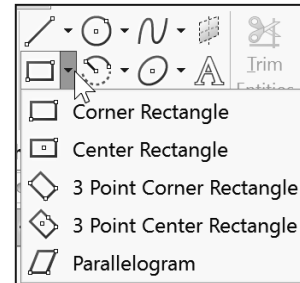 Trim
Entities
Corner Rectangle
Center Rectangle
3 Point Corner Rectangle
3 Point Center Rectangle
Parallelogram